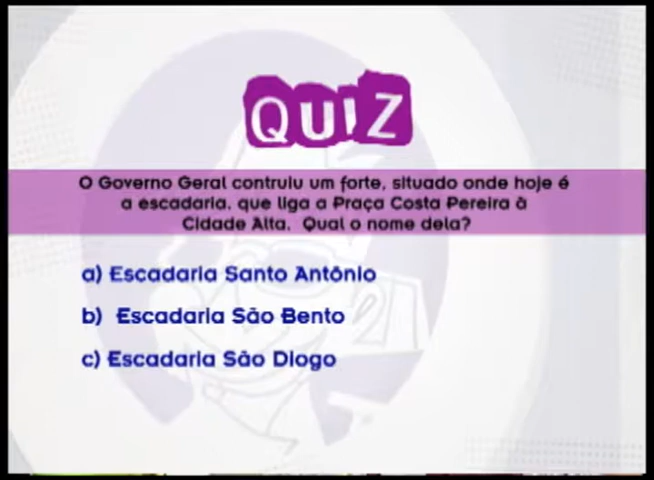 QUIZ
O Governo Geral contruiu um forte, situado onde hoje é
a escadaria, que liga a Praça Costa Pereira à
Cidade Alta. Qual o nome dela?
a) Escadaria Santo Antônio
b) Escadaria São Bento
c) Escadaria São Diogo